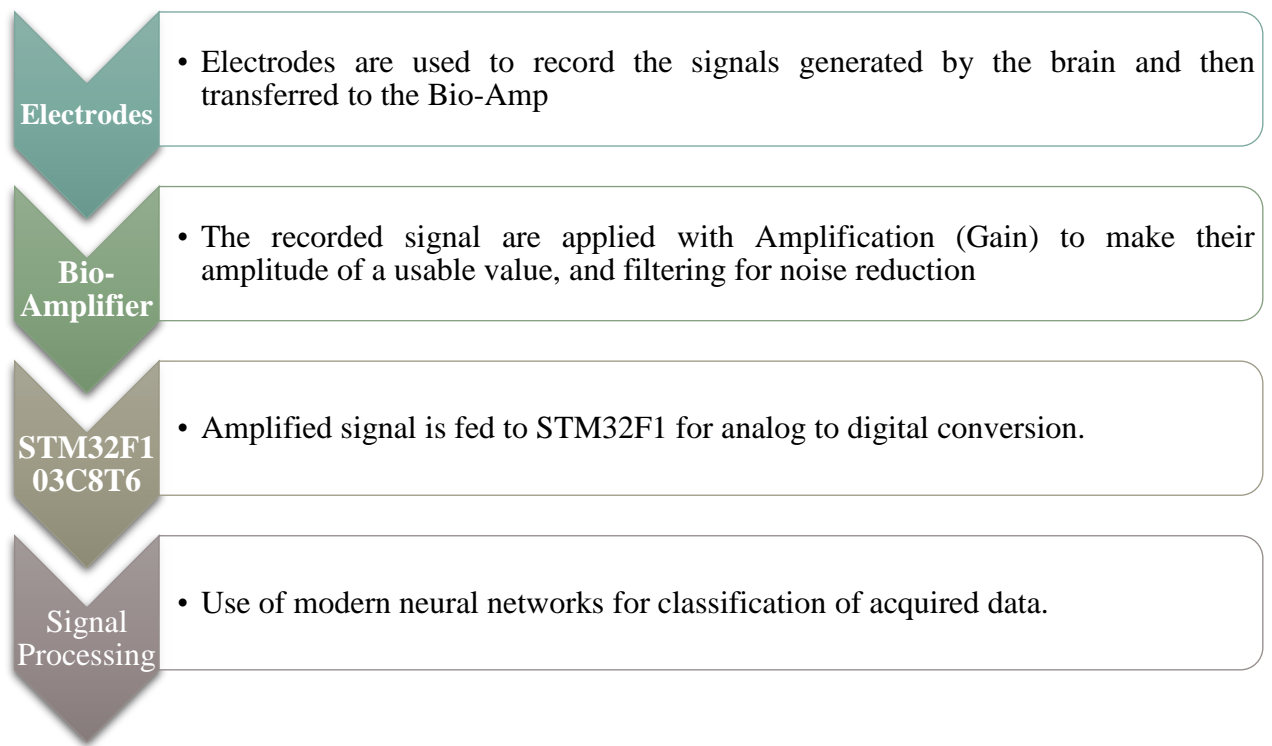 Electrodes
• Electrodes are used to record the signals generated by the brain and then
transferred to the Bio-Amp
Bio-
Amplifier
• The recorded signal are applied with Amplification (Gain) to make their
amplitude of a usable value, and filtering for noise reduction
STM32F1
03C8T6
• Amplified signal is fed to STM32F1 for analog to digital conversion.
Signal
Processing
• Use of modern neural networks for classification of acquired data.